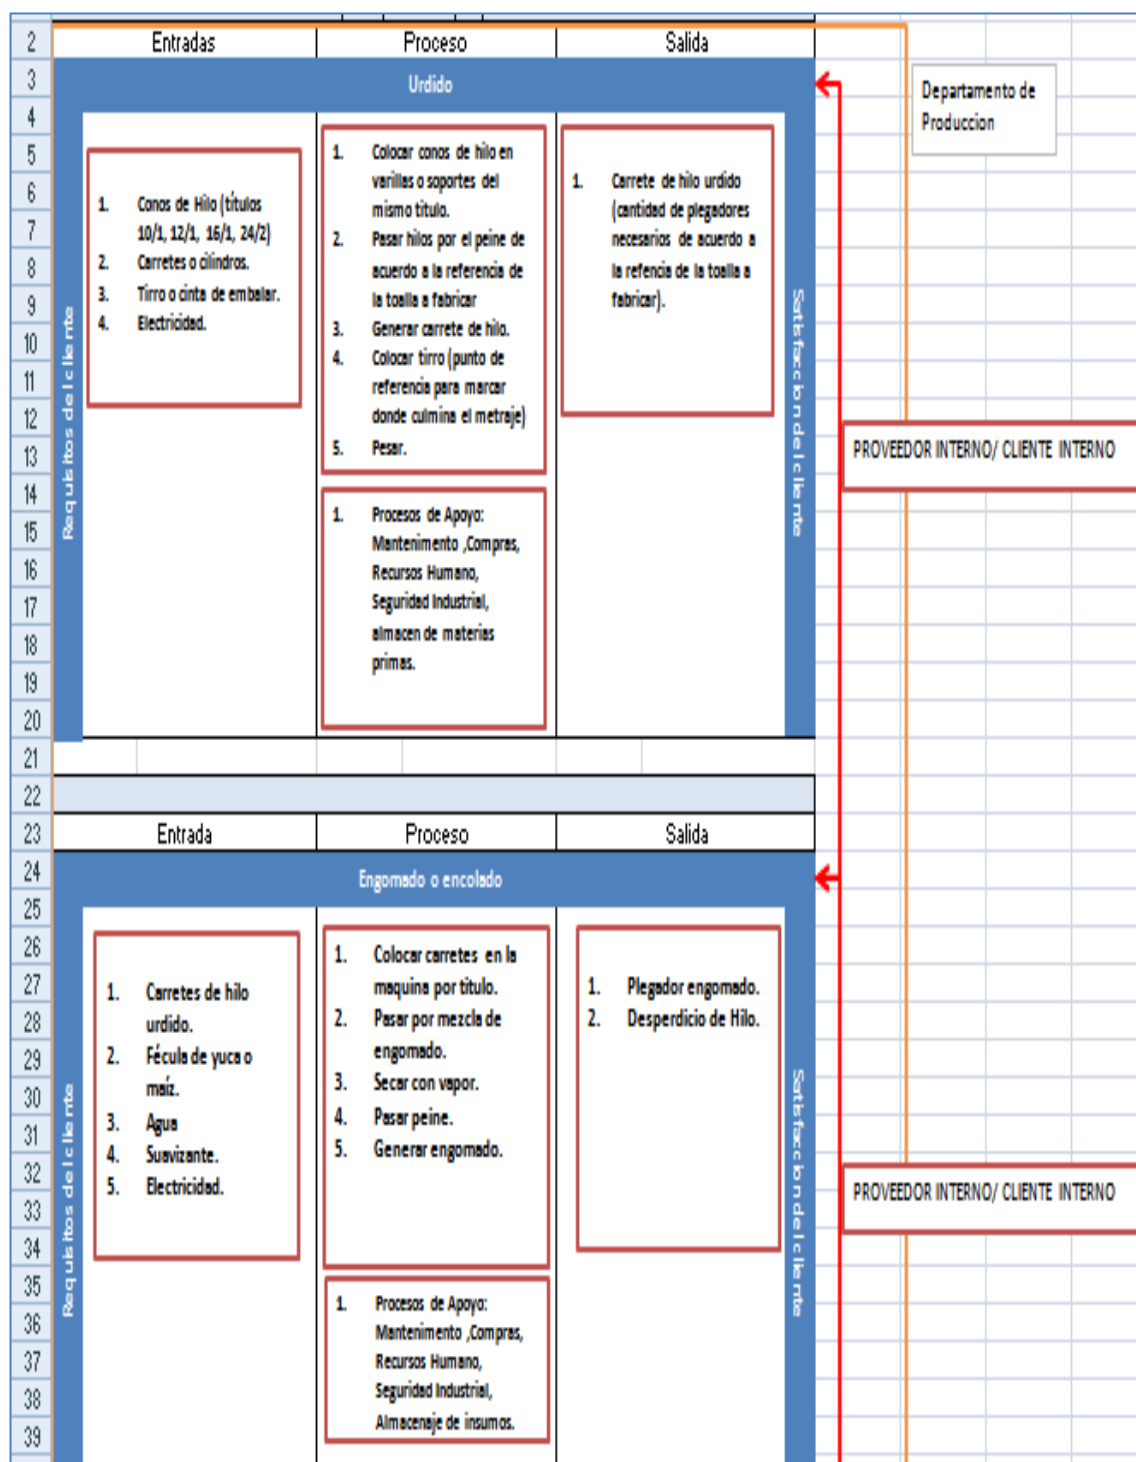 2
Entradas
Proceso
Salida
3
Urdido
Departamento de
Produccion
4
5
6
7
8
9
10
11
12
13
14
15
16
17
18
19
20
21
22
Requisitos del cliente
1. Conos de Hilo (títulos
10/1, 12/1, 16/1, 24/2)
2. Carretes o cilindros.
3. Tirro o cinta de embalar.
4. Electricidad.
1. Colocar conos de hilo en
varillas o soportes del
mismo titulo.
2. Pasar hilos por el peine de
acuerdo a la referencia de
la toalla a fabricar
3. Generar carrete de hilo.
4. Colocar tirro (punto de
referencia para marcar
donde culmina el metraje)
5. Pesar.
1. Procesos de Apoyo:
Mantenimento ,Compras,
Recursos Humano,
Seguridad Industrial,
almacen de materias
primas.
1. Carrete de hilo urdido
(cantidad de plegadores
necesarios de acuerdo a
la refencia de la toalla a
fabricar).
Satisfaccion del cliente
PROVEEDOR INTERNO/ CLIENTE INTERNO
23
Entrada
Proceso
Salida
24
Engomado o encolado
25
26
27
28
29
30
31
32
33
34
35
36
37
38
39
Requisitos del cliente
1. Carretes de hilo
urdido.
2. Fécula de yuca o
maíz.
3. Agua
4. Suavizante.
5. Electricidad.
1. Colocar carretes en la
maquina por titulo.
2. Pasar por mezcla de
engomado.
3. Secar con vapor.
4. Pasar peine.
5. Generar engomado.
1. Procesos de Apoyo:
Mantenimento ,Compras,
Recursos Humano,
Seguridad Industrial,
Almacenaje de insumos.
1. Plegador engomado.
2. Desperdicio de Hilo.
Satisfaccion del cliente
PROVEEDOR INTERNO/ CLIENTE INTERNO